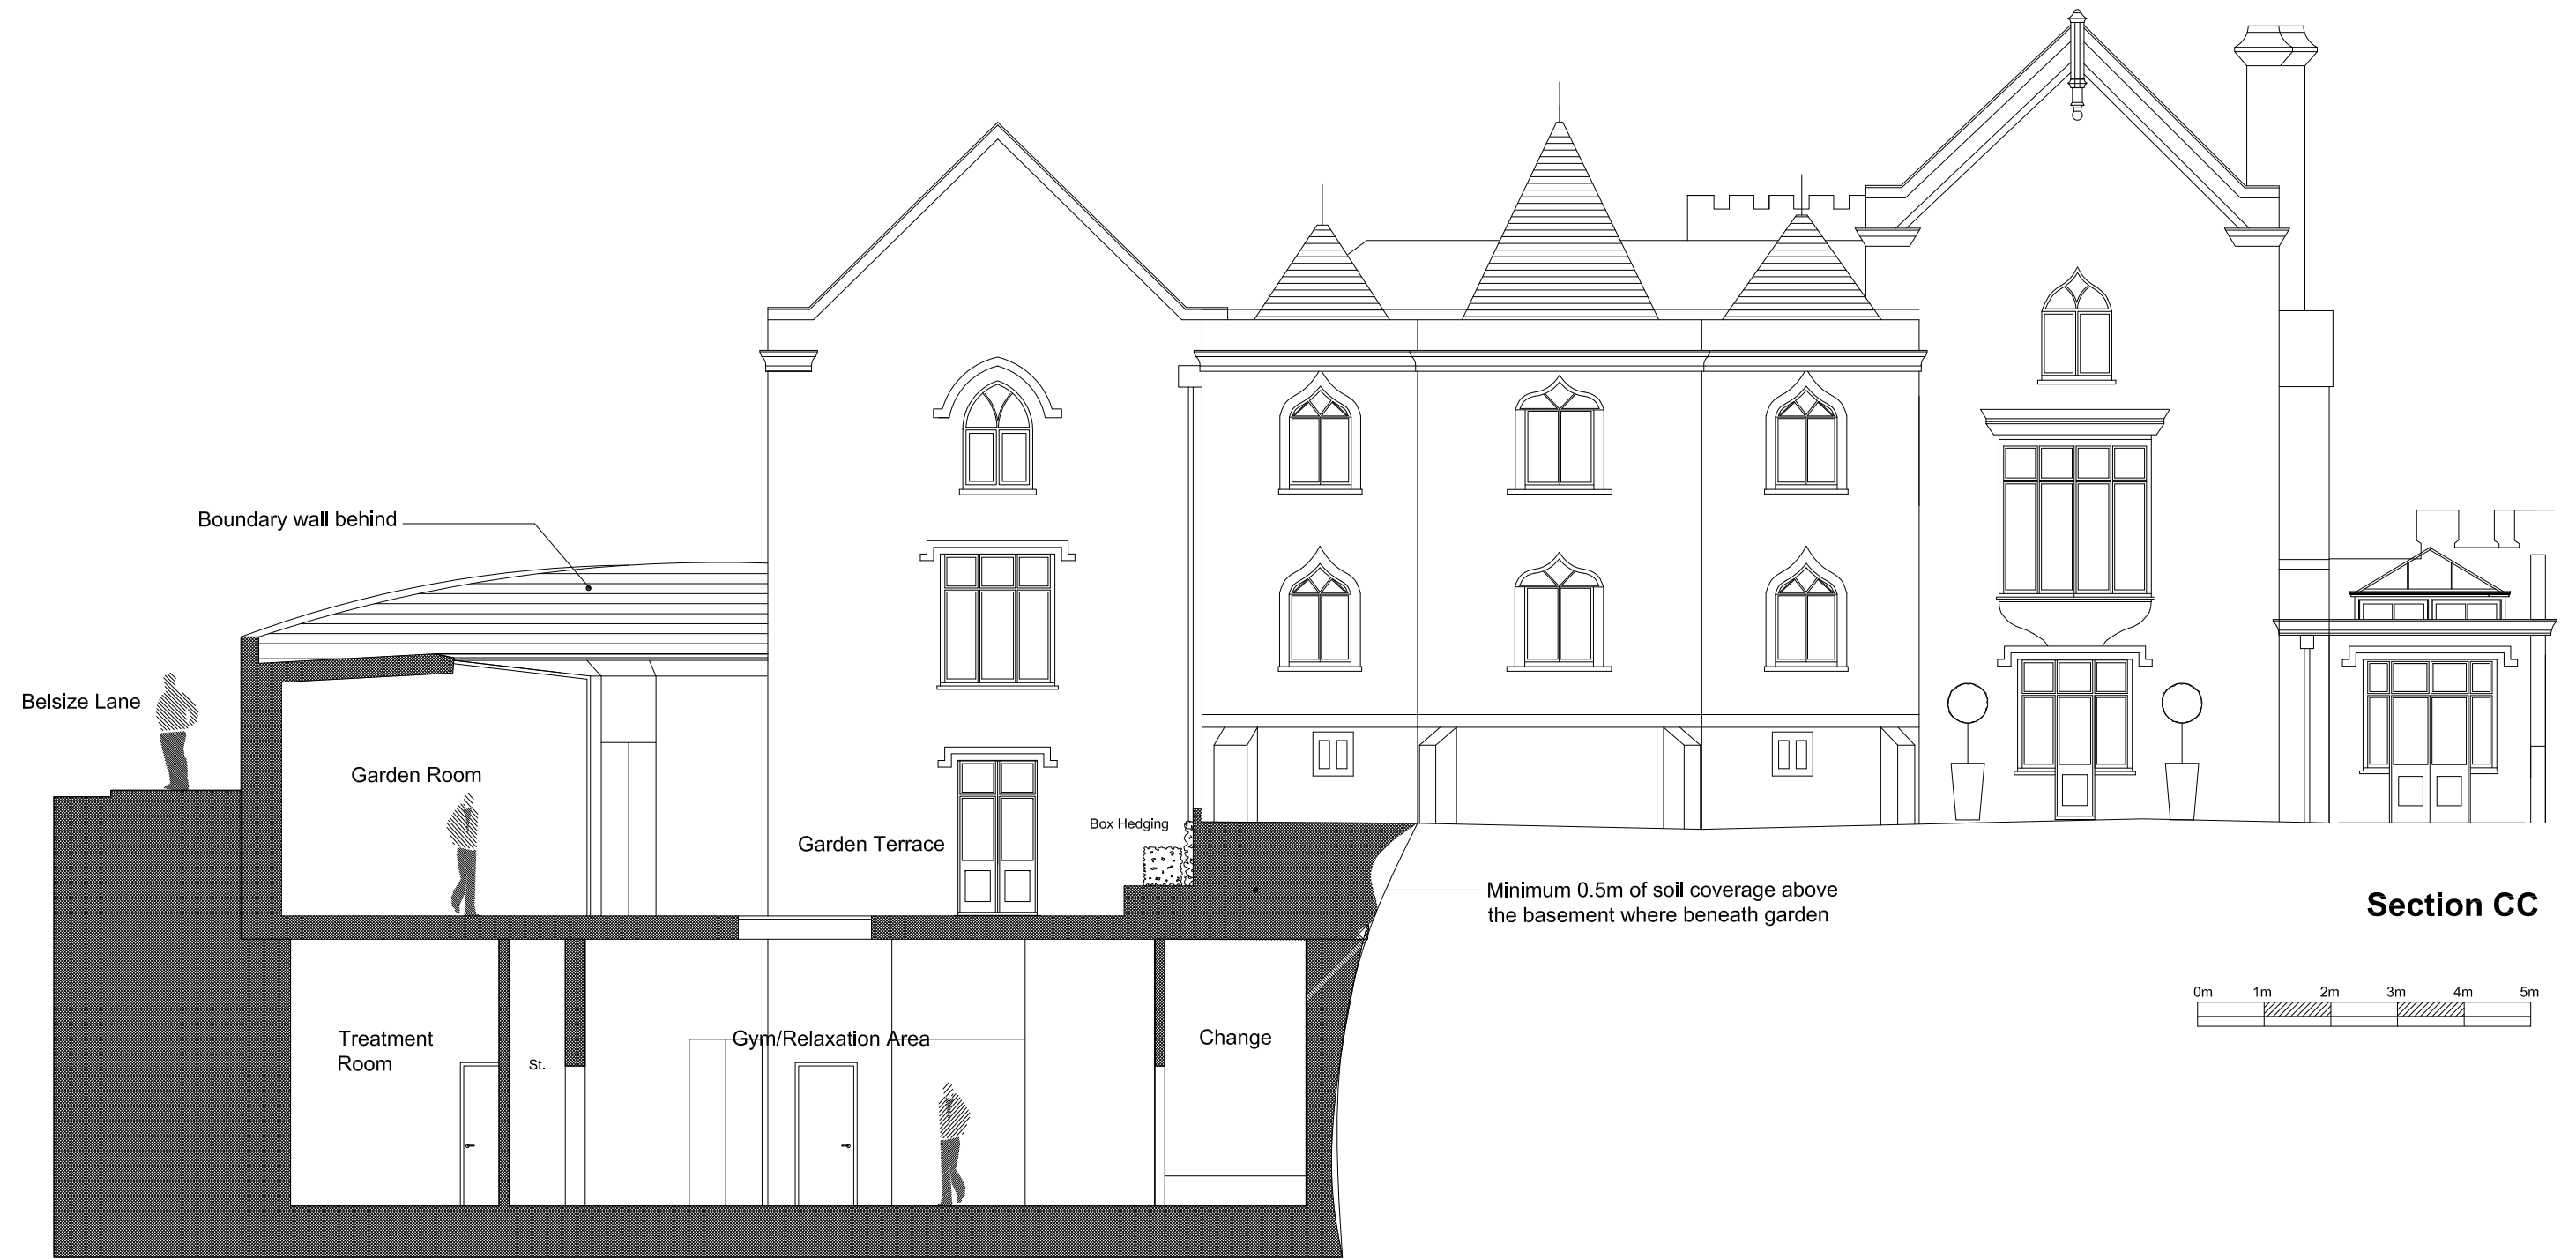 Boundary wall behind
Belsize Lane
Garden Room
Box Hedging
Garden Terrace
Minimum 0.5m of soil coverage above
the basement where beneath garden
Section CC
0m 1m 2m 3m 4m 5m
Treatment
Room
St.
Gym/Relaxation Area
Change